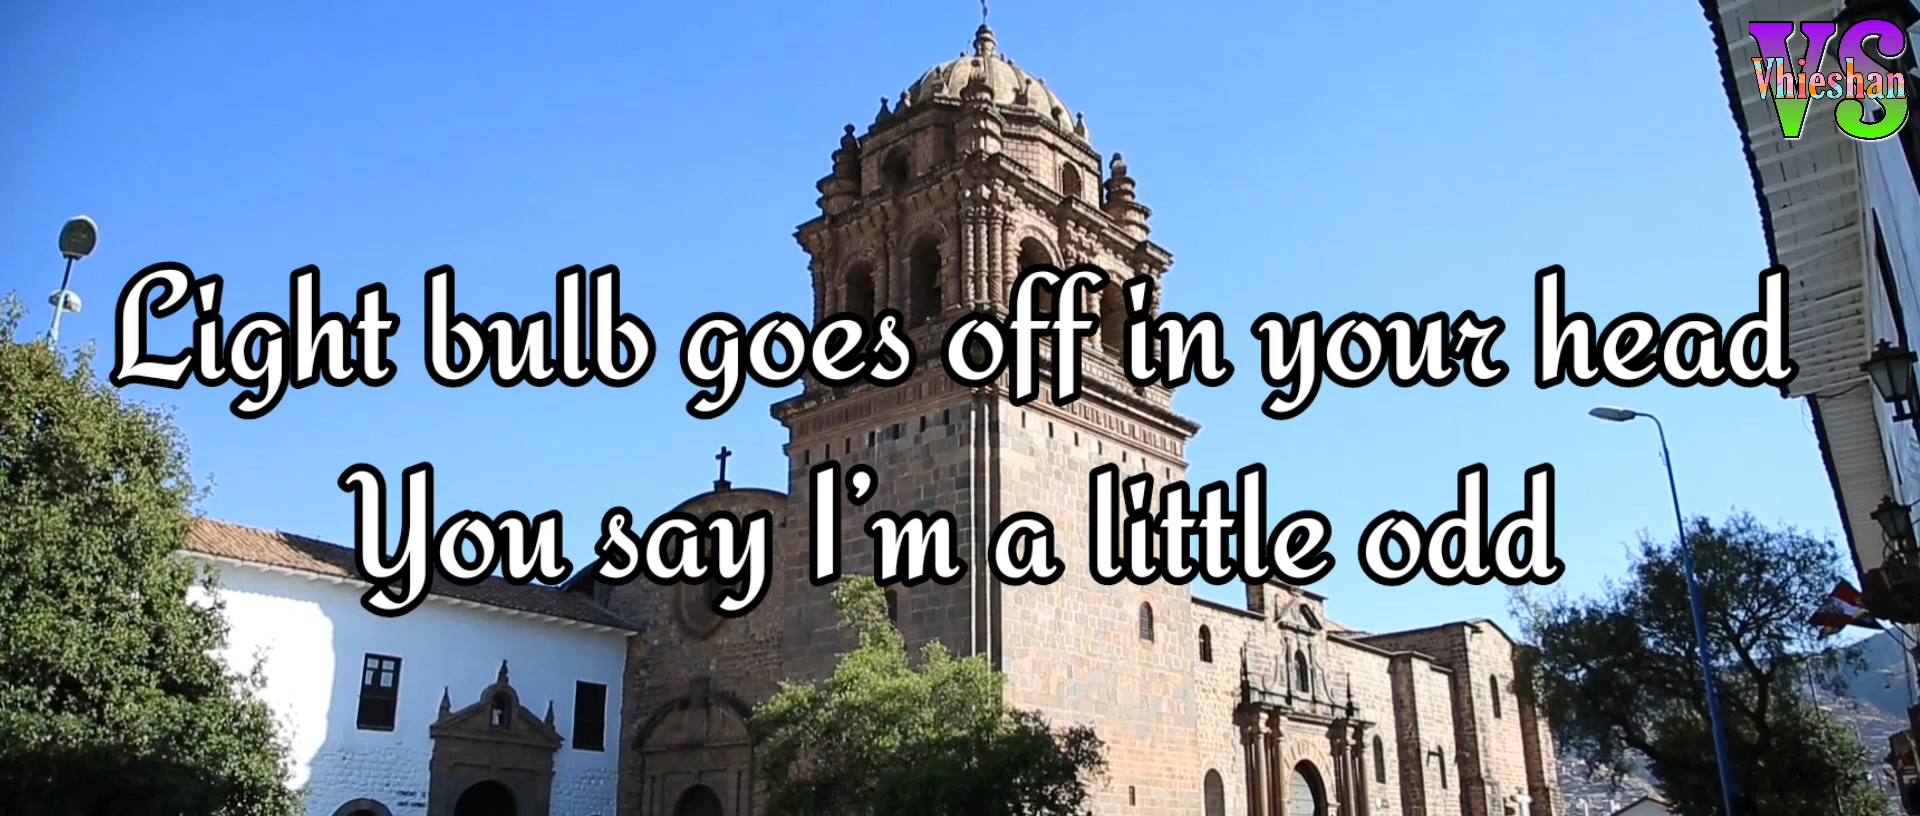 VS
Vhieshan
Light bulb goes off in your head
You say I'm a little odd